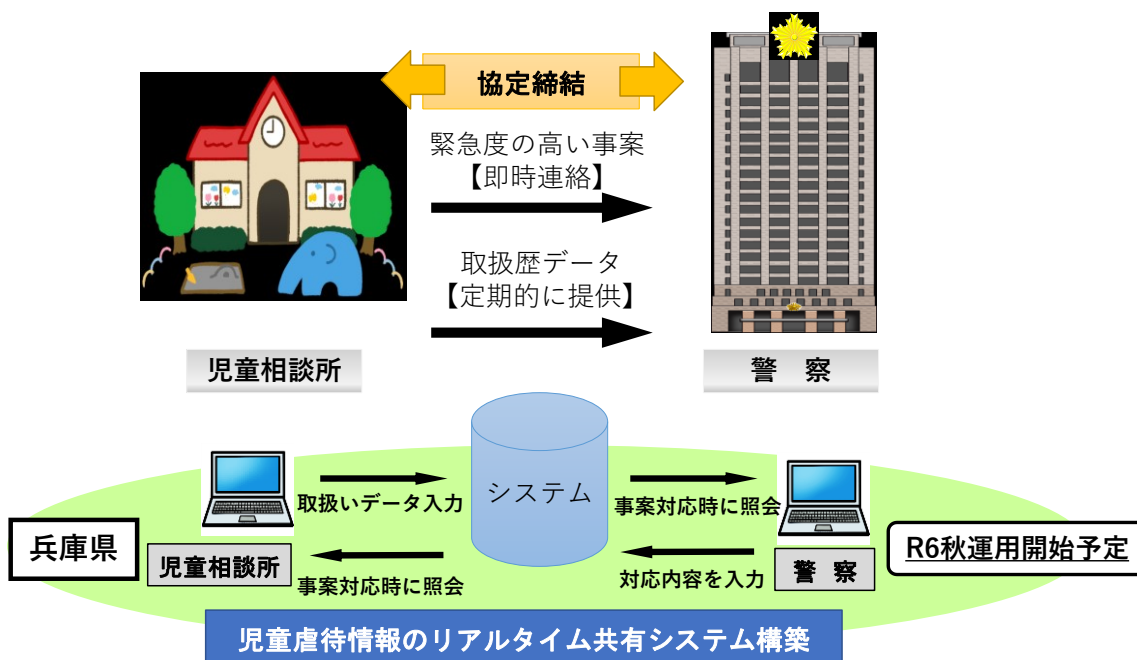 協定締結
緊急度の高い事案
【即時連絡】
取扱歴データ
【定期的に提供】
児童相談所
警　察
システム
取扱いデータ入力
事案対応時に照会
兵庫県
児童相談所
事案対応時に照会
対応内容を入力
警　察
R6秋運用開始予定
児童虐待情報のリアルタイム共有システム構築